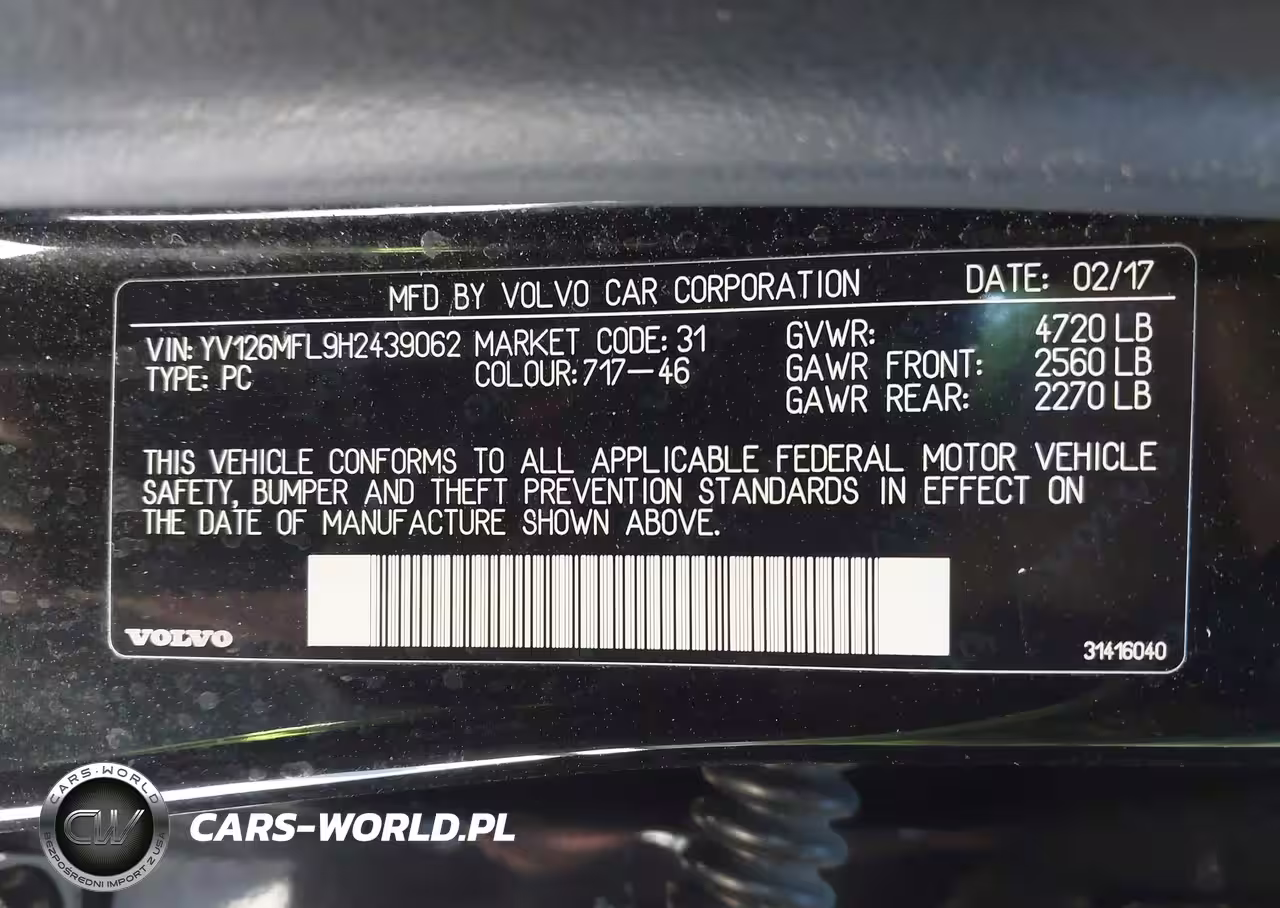 MFD BY VOLVO CAR CORPORATION DATE: 02/17
VIN: YV126MFL9H2439062 MARKET CODE: 31 GVWR: 4720 LB
TYPE: PC COLOUR: 717-46 GAWR FRONT: 2560 LB
GAWR REAR: 2270 LB
THIS VEHICLE CONFORMS TO ALL APPLICABLE FEDERAL MOTOR VEHICLE
SAFETY, BUMPER AND THEFT PREVENTION STANDARDS IN EFFECT ON
THE DATE OF MANUFACTURE SHOWN ABOVE.
VOLVO
31416040
CARS-WORLD
CW
BEZPOŚREDNI IMPORT Z USA
CARS-WORLD.PL